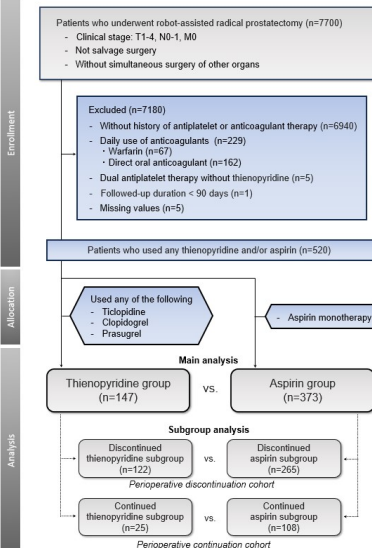 Patients who underwent robot-assisted radical prostatectomy (n=7700)
- Clinical stage: T1-4, N0-1, M0
- Not salvage surgery
- Without simultaneous surgery of other organs
Enrollment
Excluded (n=7180)
- Without history of antiplatelet or anticoagulant therapy (n=6940)
- Daily use of anticoagulants (n=229)
・Warfarin (n=67)
・Direct oral anticoagulant (n=162)
- Dual antiplatelet therapy without thienopyridine (n=5)
- Followed-up duration < 90 days (n=1)
- Missing values (n=5)
Patients who used any thienopyridine and/or aspirin (n=520)
Allocation
Used any of the following
- Ticlopidine
- Clopidogrel
- Prasugrel
- Aspirin monotherapy
Analysis
Main analysis
Thienopyridine group
(n=147)
vs.
Aspirin group
(n=373)
Subgroup analysis
Discontinued
thienopyridine subgroup
(n=122)
vs.
Discontinued
aspirin subgroup
(n=265)
Perioperative discontinuation cohort
Continued
thienopyridine subgroup
(n=25)
vs.
Continued
aspirin subgroup
(n=108)
Perioperative continuation cohort